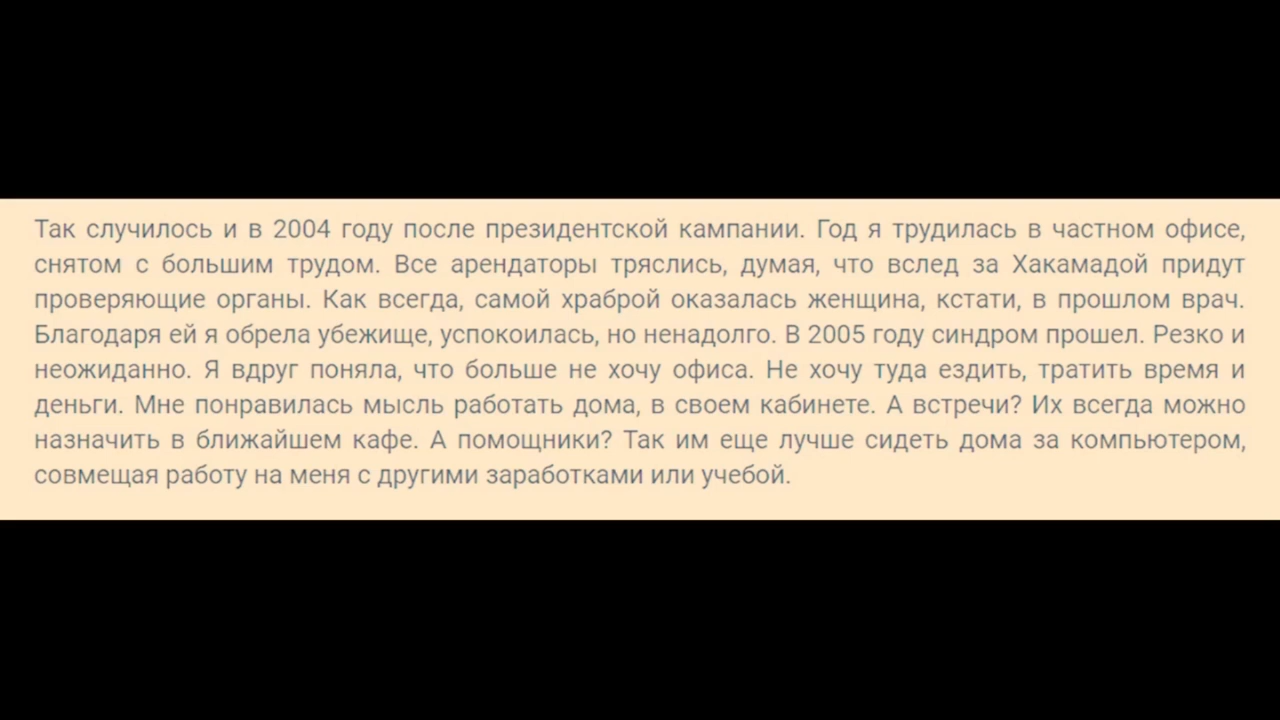 Так случилось и в 2004 году после президентской кампании. Год я трудилась в частном офисе,
снятом с большим трудом. Все арендаторы тряслись, думая, что вслед за Хакамадой придут
проверяющие органы. Как всегда, самой храброй оказалась женщина, кстати, в прошлом врач.
Благодаря ей я обрела убежище, успокоилась, но ненадолго. В 2005 году синдром прошел. Резко и
неожиданно. Я вдруг поняла, что больше не хочу офиса. Не хочу туда ездить, тратить время и
деньги. Мне понравилась мысль работать дома, в своем кабинете. А встречи? Их всегда можно
назначить в ближайшем кафе. А помощники? Так им еще лучше сидеть дома за компьютером,
совмещая работу на меня с другими заработками или учебой.